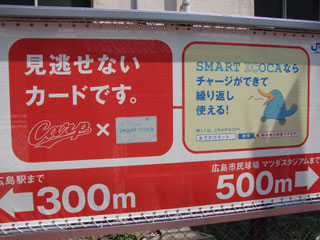 見逃せない
カードです。
Carp × SMART ICOCA
SMART ICOCAなら
チャージができて
繰り返し
使える!
広島駅まで
300m
広島市民球場 マツダスタジアムまで
500m